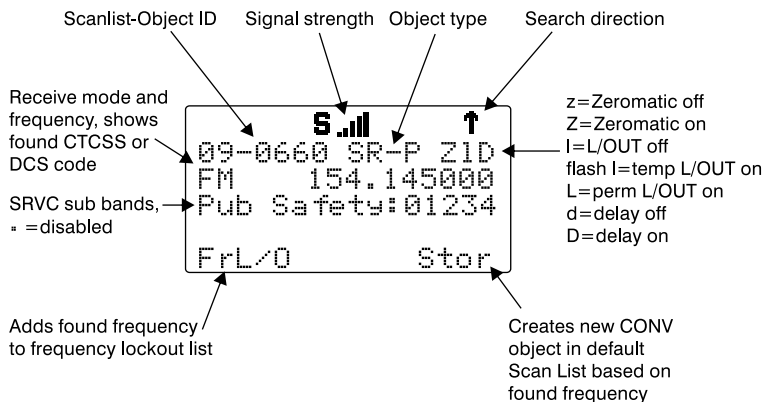 Scanlist-Object ID
Signal strength
Object type
Search direction
Receive mode and
frequency, shows
found CTCSS or
DCS code
SRVC sub bands,
▪ =disabled
S
09-0660 SR-P ZlD
FM 154.145000
Pub Safety:01234
FrL/O Stor
z=Zeromatic off
Z=Zeromatic on
l=L/OUT off
flash l=temp L/OUT on
L=perm L/OUT on
d=delay off
D=delay on
Adds found frequency
to frequency lockout list
Creates new CONV
object in default
Scan List based on
found frequency